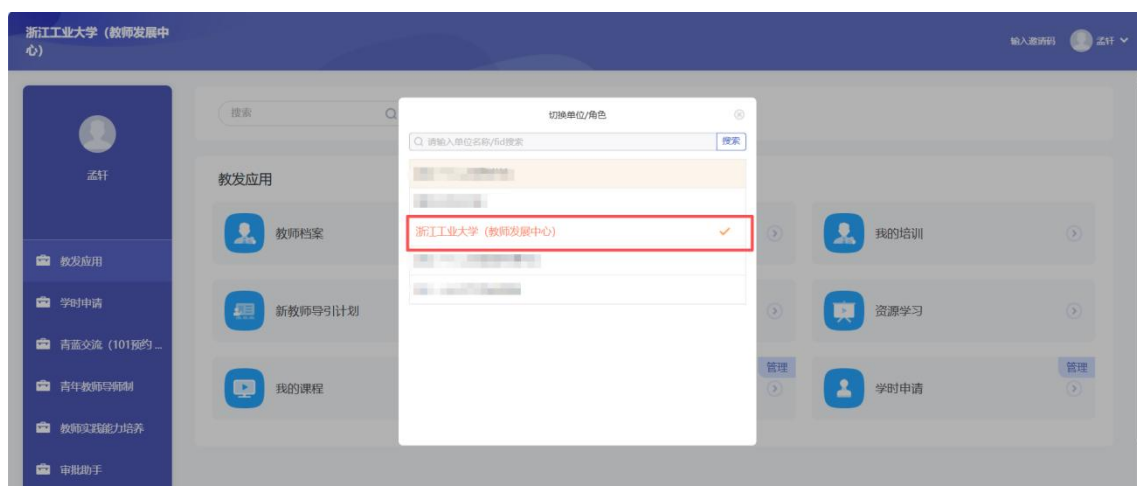 浙江工业大学（教师发展中
心）
输入邀请码
孟轩
孟轩
教发应用
学时申请
青蓝交流（101预约 ...
青年教师导师制
教师实践能力培养
审批助手
搜索
教发应用
教师档案
我的培训
新教师导引计划
资源学习
我的课程
管理
学时申请
管理
切换单位/角色
请输入单位名称/fid搜索
搜索
浙江工业大学（教师发展中心）